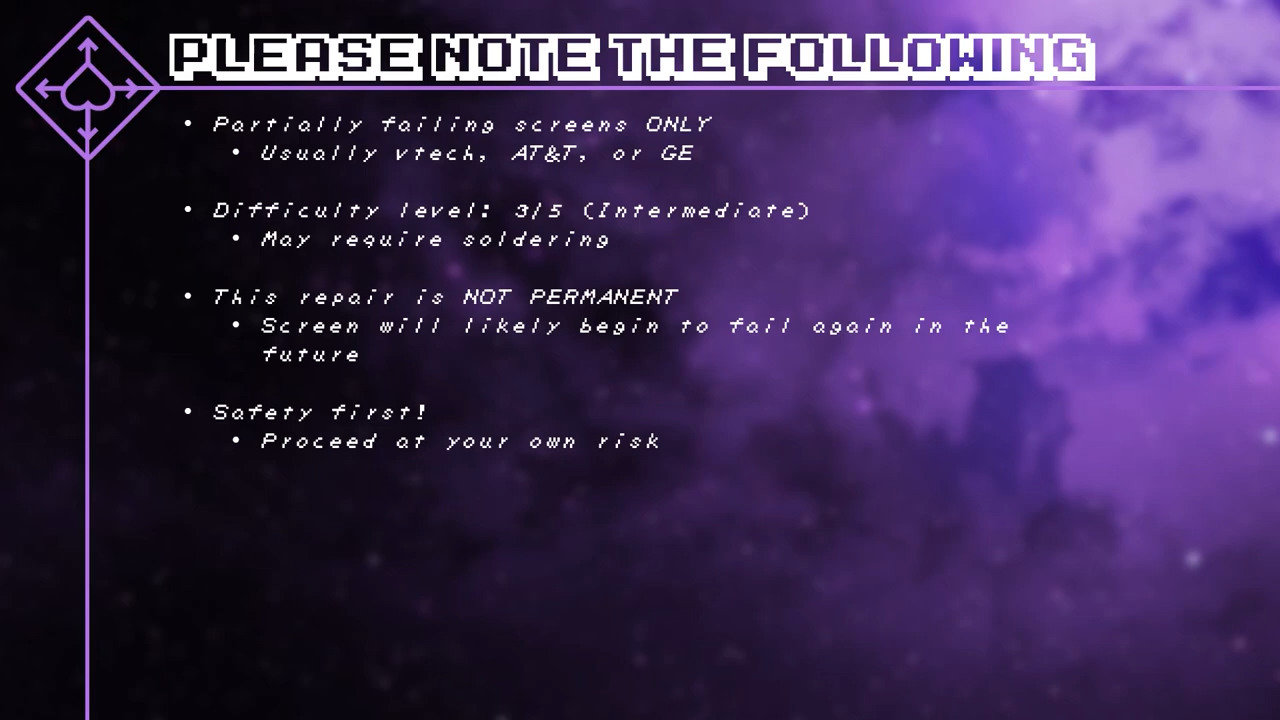 PLEASE NOTE THE FOLLOWING
• Partially failing screens ONLY
• Usually vtech, AT&T, or GE
• Difficulty level: 3/5 (Intermediate)
• May require soldering
• This repair is NOT PERMANENT
• Screen will likely begin to fail again in the
future
• Safety first!
• Proceed at your own risk